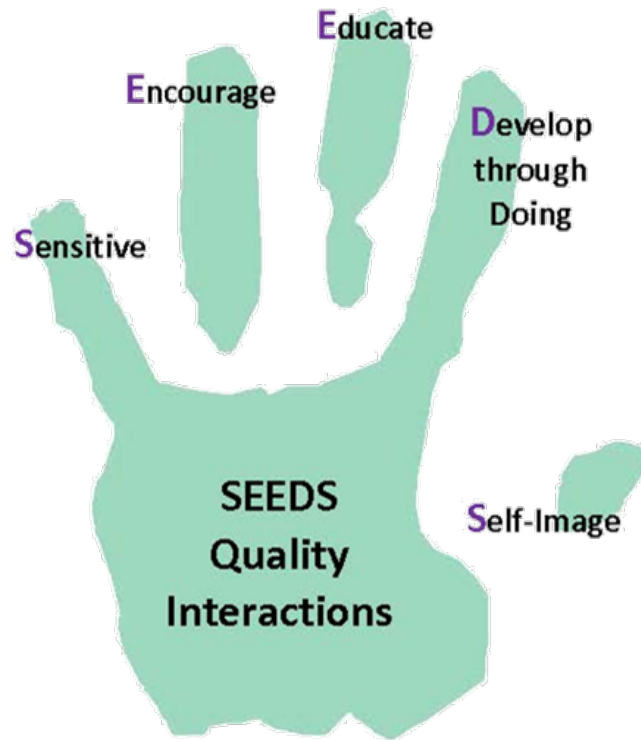 Sensitive
Encourage
Educate
Develop
through
Doing
Self-Image
SEEDS
Quality
Interactions